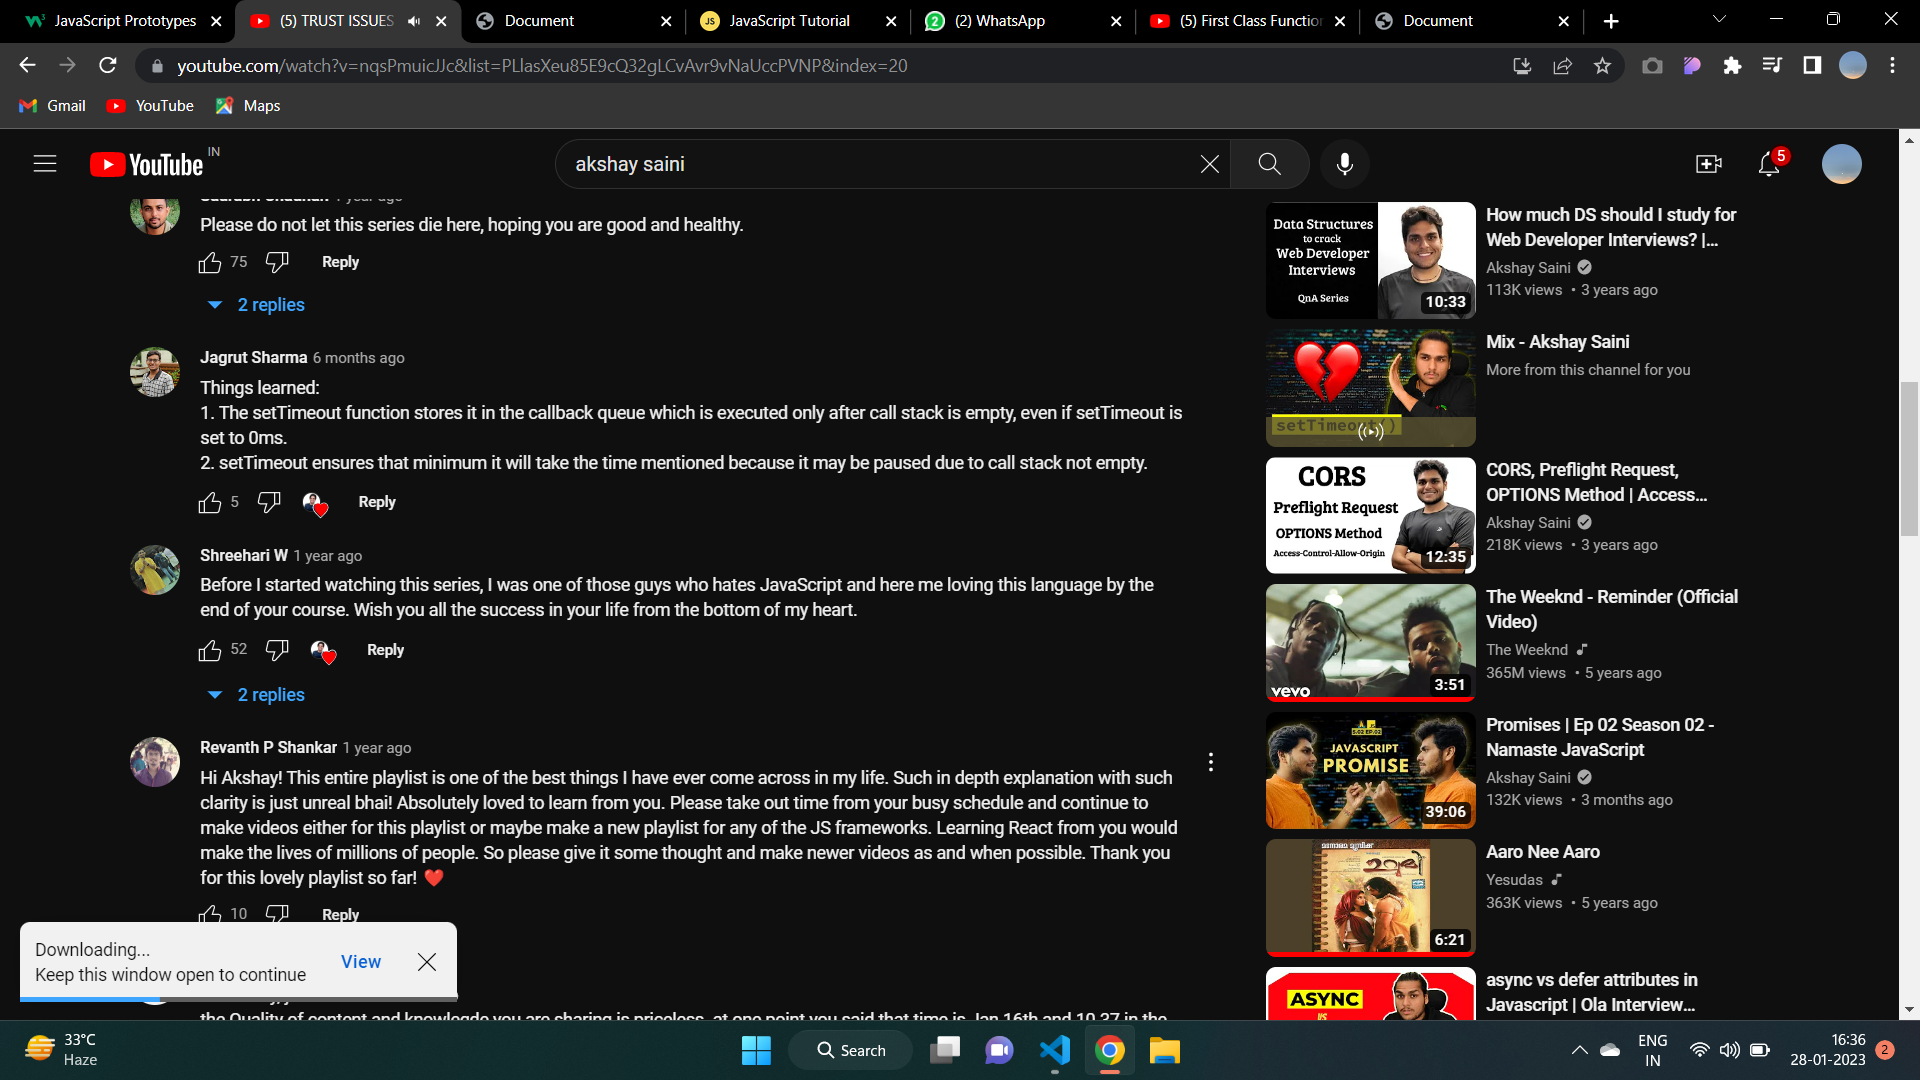 JavaScript Prototypes
(5) TRUST ISSUES
Document
JS
JavaScript Tutorial
2
(2) WhatsApp
(5) First Class Functio
Document
youtube.com/watch?v=nqsPmuicJJc&list=PLlasXeu85E9cQ32gLCvAvr9vNaUccPVNP&index=20
Gmail
YouTube
Maps
YouTube IN
akshay saini
5
1 year ago
Please do not let this series die here, hoping you are good and healthy.
75
Reply
2 replies
Jagrut Sharma 6 months ago
Things learned:
1. The setTimeout function stores it in the callback queue which is executed only after call stack is empty, even if setTimeout is
set to 0ms.
2. setTimeout ensures that minimum it will take the time mentioned because it may be paused due to call stack not empty.
5
Reply
Shreehari W 1 year ago
Before I started watching this series, I was one of those guys who hates JavaScript and here me loving this language by the
end of your course. Wish you all the success in your life from the bottom of my heart.
52
Reply
2 replies
Revanth P Shankar 1 year ago
Hi Akshay! This entire playlist is one of the best things I have ever come across in my life. Such in depth explanation with such
clarity is just unreal bhai! Absolutely loved to learn from you. Please take out time from your busy schedule and continue to
make videos either for this playlist or maybe make a new playlist for any of the JS frameworks. Learning React from you would
make the lives of millions of people. So please give it some thought and make newer videos as and when possible. Thank you
for this lovely playlist so far! ❤️
10
Reply
the Quality of content and knowlogde you are sharing is priceless, at one point you said that time is Jan 16th and 10.37 in the
Downloading...
Keep this window open to continue
View
Data Structures
to crack
Web Developer
Interviews
QnA Series
10:33
How much DS should I study for
Web Developer Interviews? |...
Akshay Saini
113K views • 3 years ago
setTimeout()
Mix - Akshay Saini
More from this channel for you
CORS
Preflight Request
OPTIONS Method
Access-Control-Allow-Origin
12:35
CORS, Preflight Request,
OPTIONS Method | Access...
Akshay Saini
218K views • 3 years ago
vevo
3:51
The Weeknd - Reminder (Official
Video)
The Weeknd
365M views • 5 years ago
S.02 EP.02
JAVASCRIPT
PROMISE
39:06
Promises | Ep 02 Season 02 -
Namaste JavaScript
Akshay Saini
132K views • 3 months ago
6:21
Aaro Nee Aaro
Yesudas
363K views • 5 years ago
ASYNC
VS
async vs defer attributes in
Javascript | Ola Interview...
33°C
Haze
Search
ENG
IN
16:36
28-01-2023
2